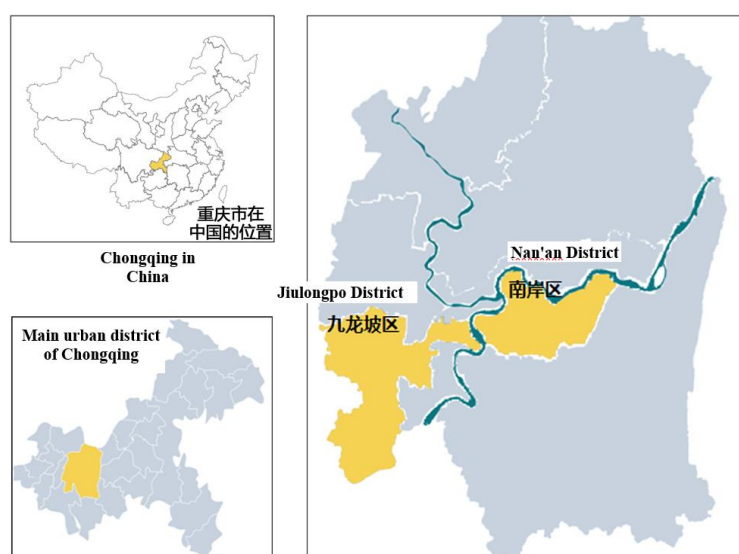 重庆市在
中国的位置
Chongqing in
China
Main urban district
of Chongqing
Nan'an District
南岸区
Jiulongpo District
九龙坡区